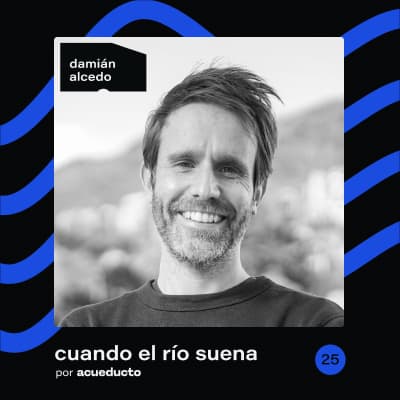 damián
alcedo
cuando el río suena
25
por acueducto